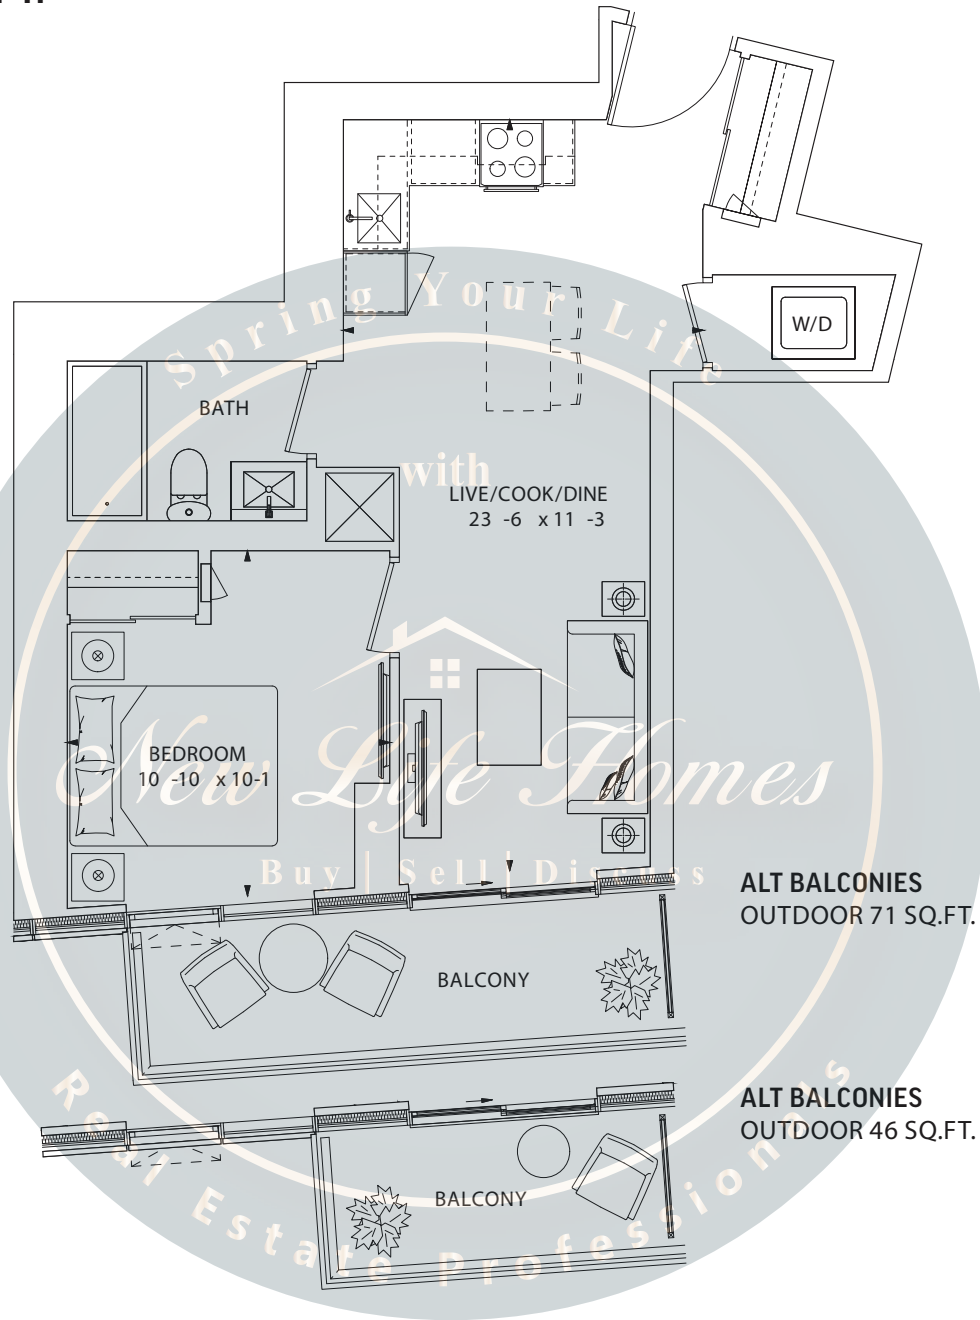 Spring Your Life
W/D
BATH
with
LIVE/COOK/DINE
23 -6 x 11 -3
BEDROOM
10 -10 x 10-1
New Life Homes
Buy | Sell | Discuss
ALT BALCONIES
OUTDOOR 71 SQ.FT.
BALCONY
ALT BALCONIES
OUTDOOR 46 SQ.FT.
BALCONY
Real Estate Professionals